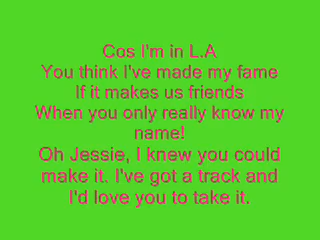 Cos I'm in L.A
You think I've made my fame
If it makes us friends
When you only really know my
name!
Oh Jessie, I knew you could
make it. I've got a track and
I'd love you to take it.